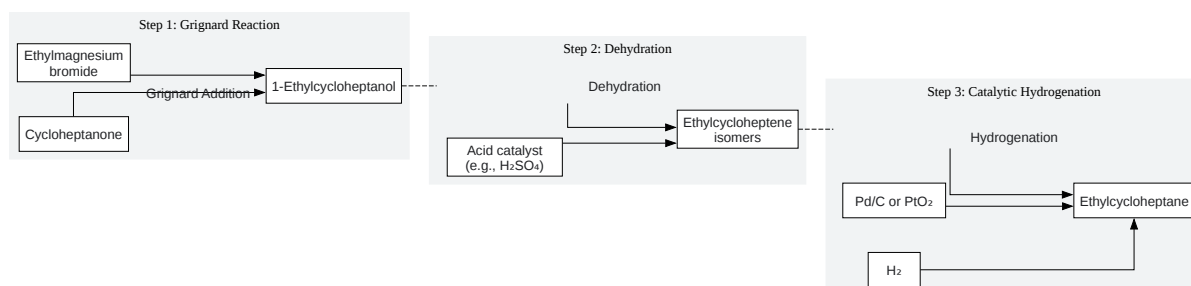 Step 1: Grignard Reaction
Ethylmagnesium
bromide
Grignard Addition
1-Ethylcycloheptanol
Cycloheptanone
Step 2: Dehydration
Dehydration
Ethylcycloheptene
isomers
Acid catalyst
(e.g., H₂SO₄)
Step 3: Catalytic Hydrogenation
Hydrogenation
Pd/C or PtO₂
Ethylcycloheptane
H₂